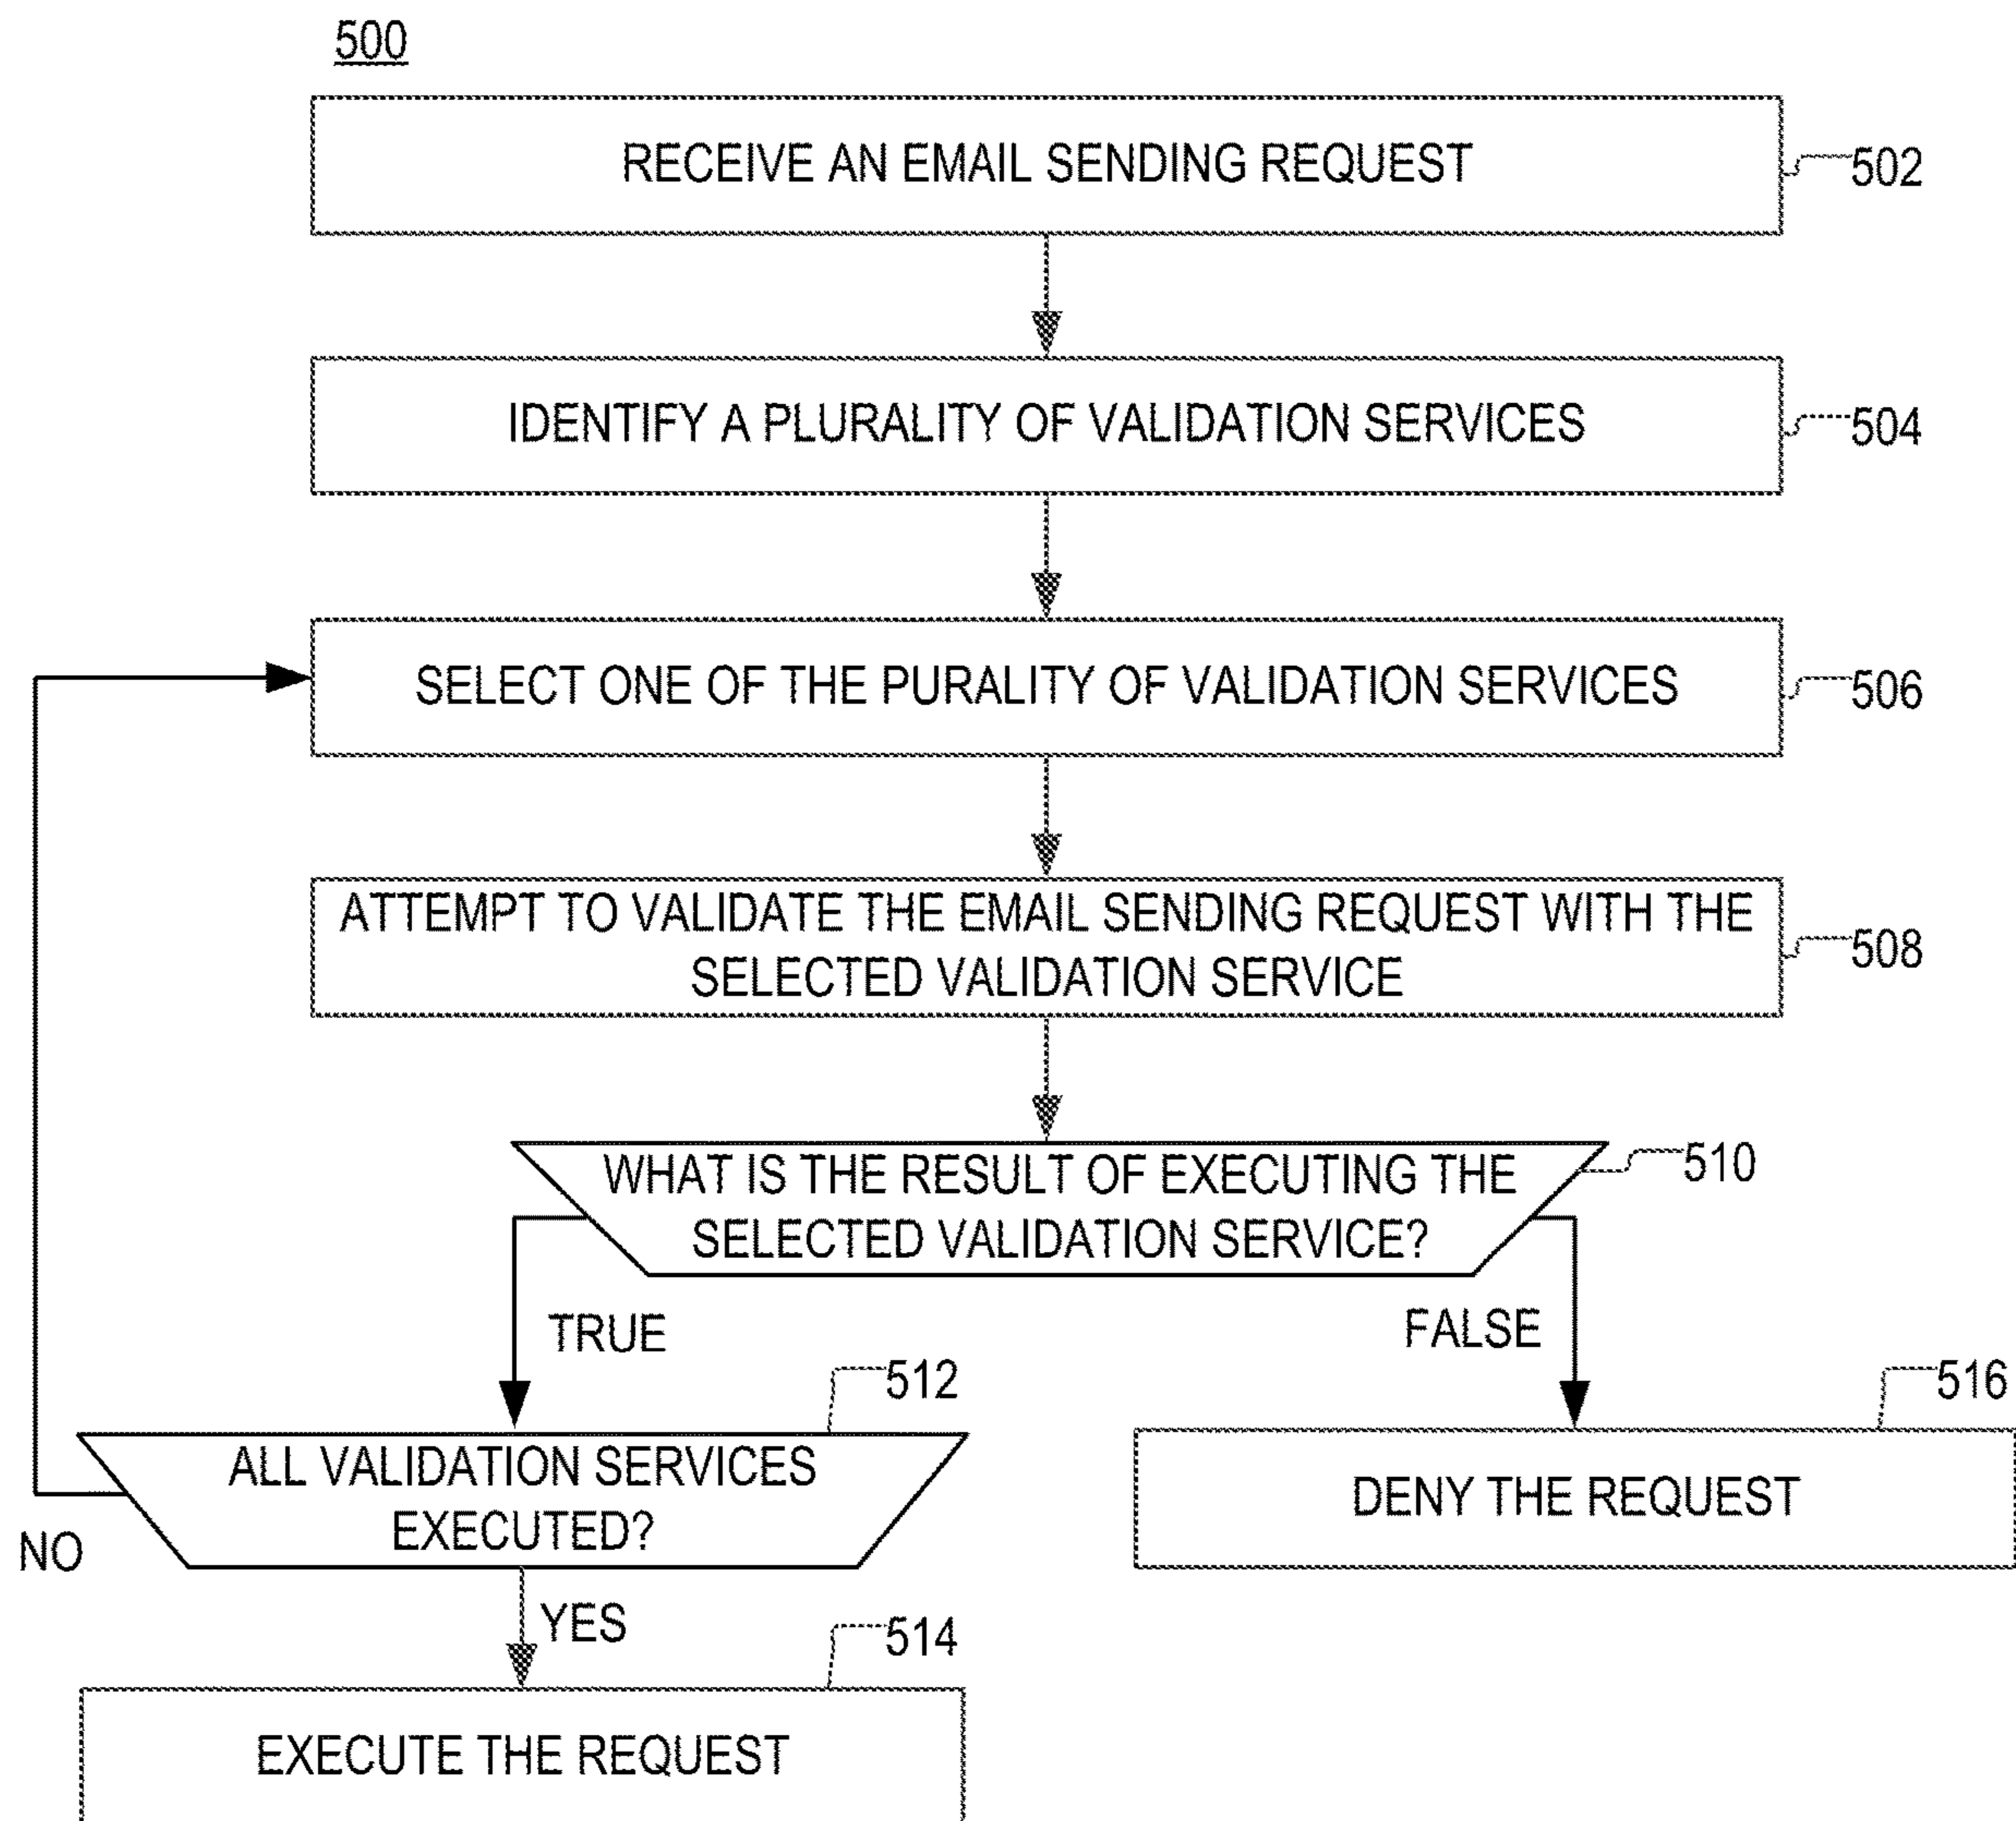 500
RECEIVE AN EMAIL SENDING REQUEST
502
IDENTIFY A PLURALITY OF VALIDATION SERVICES
504
SELECT ONE OF THE PURALITY OF VALIDATION SERVICES
506
ATTEMPT TO VALIDATE THE EMAIL SENDING REQUEST WITH THE
SELECTED VALIDATION SERVICE
508
WHAT IS THE RESULT OF EXECUTING THE
SELECTED VALIDATION SERVICE?
510
TRUE
FALSE
512
516
ALL VALIDATION SERVICES
EXECUTED?
DENY THE REQUEST
NO
YES
514
EXECUTE THE REQUEST